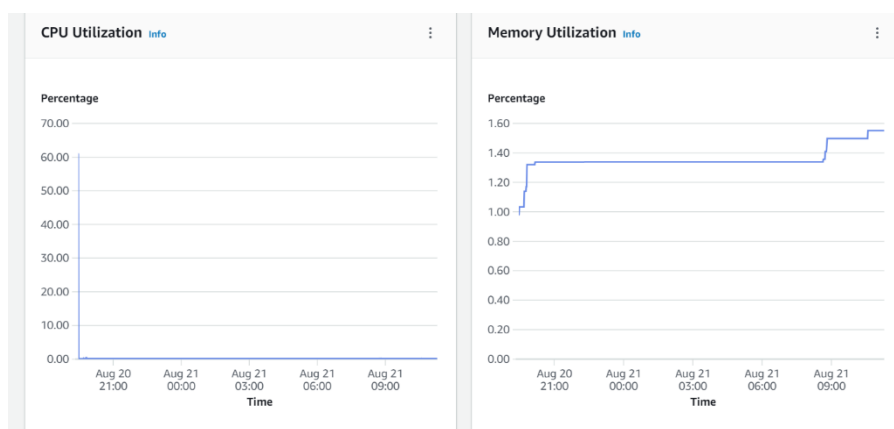 CPU Utilization Info
Percentage
70.00
60.00
50.00
40.00
30.00
20.00
10.00
0.00
Aug 20 Aug 21 Aug 21 Aug 21 Aug 21
21:00 00:00 03:00 06:00 09:00
Time
Memory Utilization Info
Percentage
1.60
1.40
1.20
1.00
0.80
0.60
0.40
0.20
0.00
Aug 20 Aug 21 Aug 21 Aug 21 Aug 21
21:00 00:00 03:00 06:00 09:00
Time